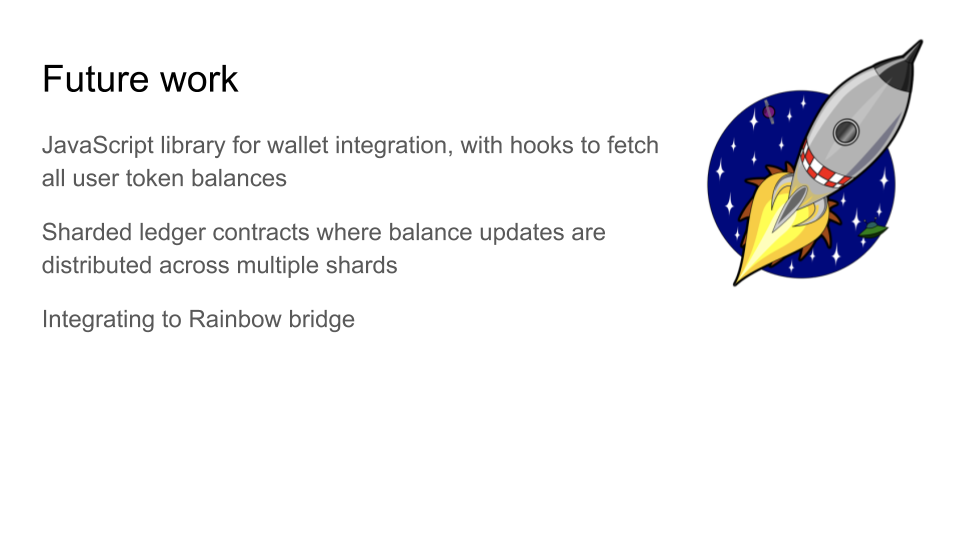 Future work
JavaScript library for wallet integration, with hooks to fetch
all user token balances
Sharded ledger contracts where balance updates are
distributed across multiple shards
Integrating to Rainbow bridge